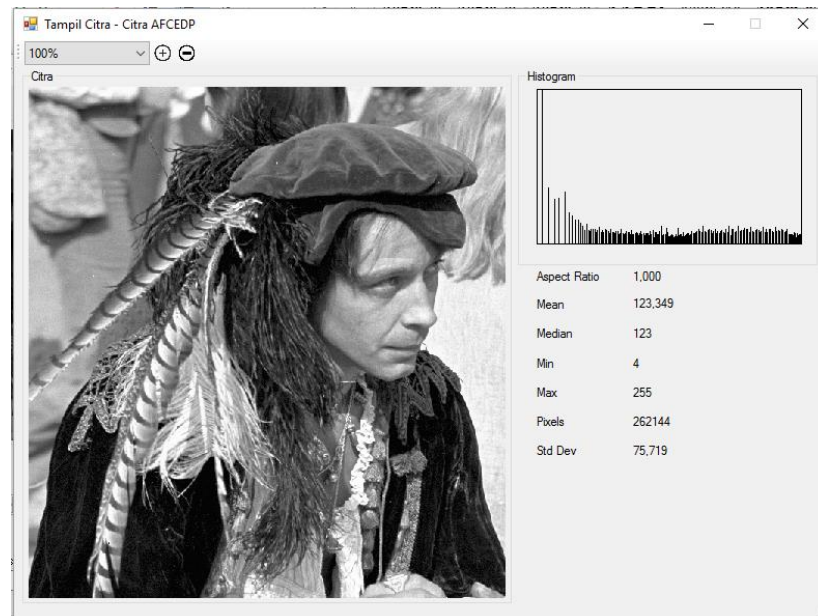 Tampil Citra - Citra AFCEDP
100%
Citra
Histogram
Aspect Ratio 1,000
Mean 123,349
Median 123
Min 4
Max 255
Pixels 262144
Std Dev 75,719